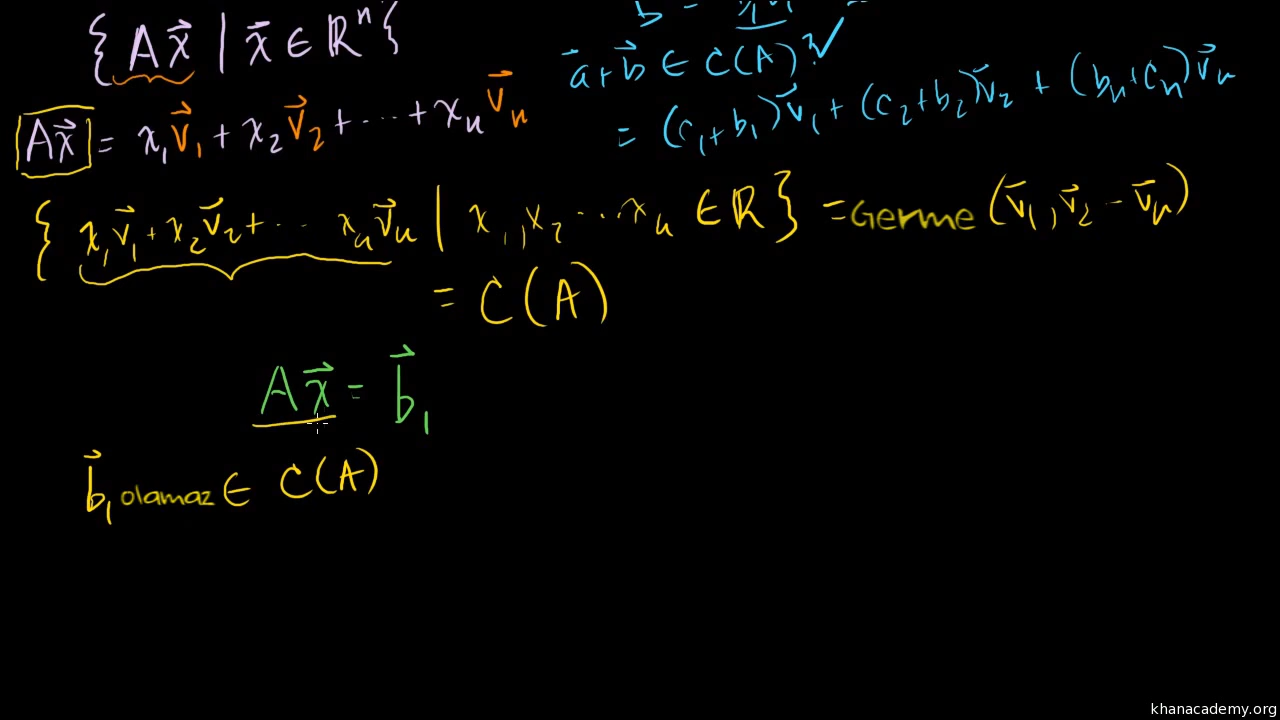 { Ax⃗ | x⃗ ∈ ℝⁿ }
Ax⃗ = x₁v⃗₁ + x₂v⃗₂ + ... + xₙv⃗ₙ
a⃗ + b⃗ ∈ C(A)? ✓
= (c₁ + b₁)v⃗₁ + (c₂ + b₂)v⃗₂ + (bₙ + cₙ)v⃗ₙ
{ x₁v⃗₁ + x₂v⃗₂ + ... xₙv⃗ₙ | x₁, x₂ ... xₙ ∈ ℝ } = Germe (v⃗₁, v⃗₂ - v⃗ₙ)
= C(A)
Ax⃗ = b⃗₁
b⃗₁ olamaz ∈ C(A)
khanacademy.org